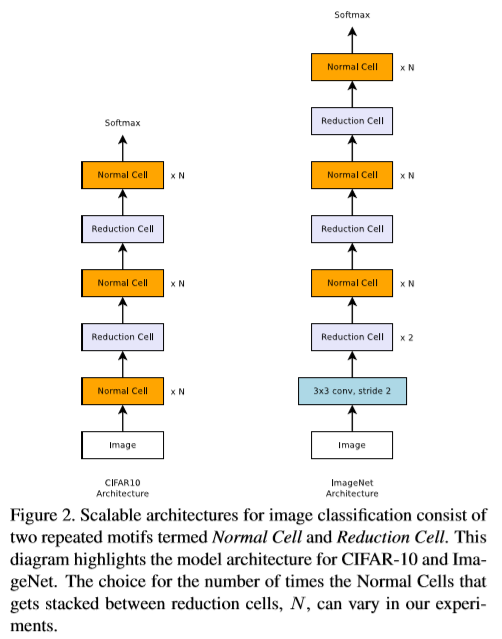 Softmax
Normal Cell x N
Reduction Cell
Softmax
Normal Cell x N
Normal Cell x N
Reduction Cell
Reduction Cell
Normal Cell x N
Normal Cell x N
Reduction Cell
Reduction Cell x 2
Normal Cell x N
3x3 conv, stride 2
Image
Image
CIFAR10
Architecture
ImageNet
Architecture
Figure 2. Scalable architectures for image classification consist of
two repeated motifs termed Normal Cell and Reduction Cell. This
diagram highlights the model architecture for CIFAR-10 and Ima-
geNet. The choice for the number of times the Normal Cells that
gets stacked between reduction cells, N, can vary in our experi-
ments.